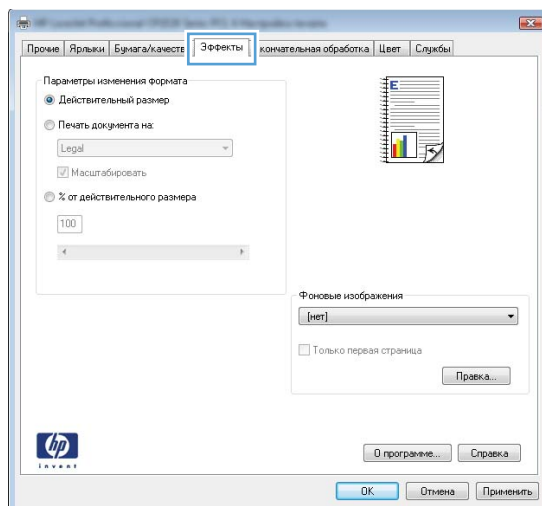 Прочие Ярлыки Бумага/качеств Эффекты кончательная обработка Цвет Службы
Параметры изменения формата
Действительный размер
Печать документа на:
Legal
Масштабировать
% от действительного размера
100
E
Фоновые изображения
[нет]
Только первая страница
Правка...
hp
invent
О программе... Справка
OK Отмена Применить